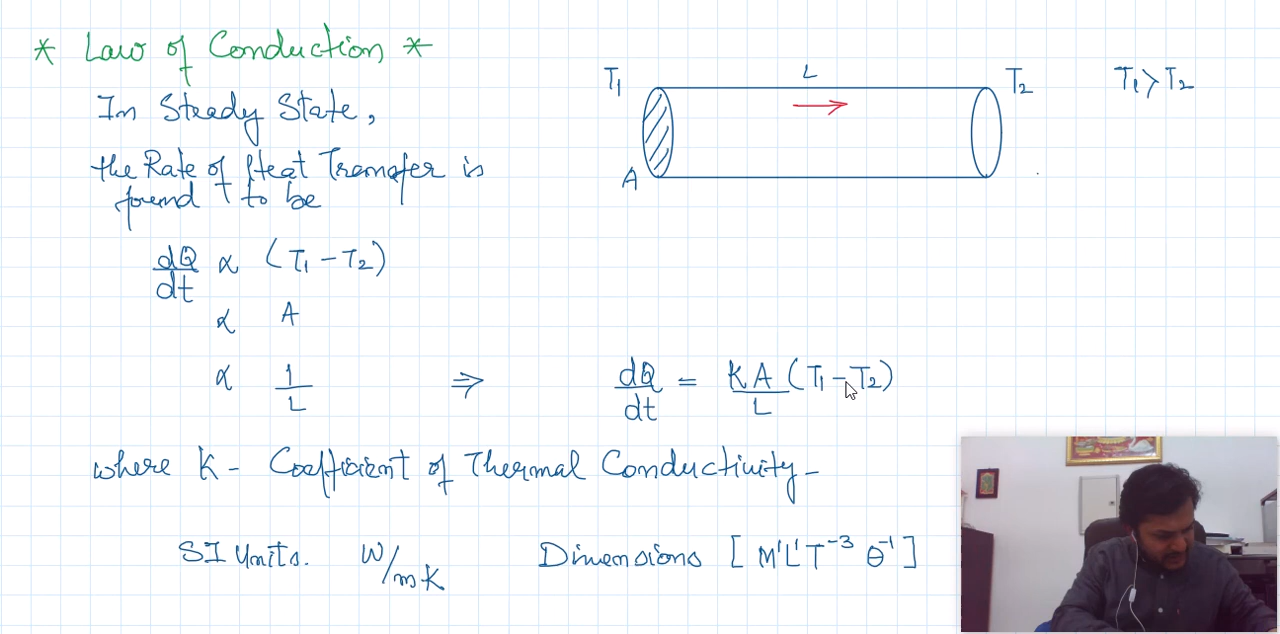 * Law of Conduction *
In Steady State,
the Rate of Heat Transfer is
found to be
dQ/dt ∝ (T₁ - T₂)
∝ A
∝ 1/L ⇒ dQ/dt = KA/L (T₁ - T₂)
where K - Coefficient of Thermal Conductivity -
SI Units. W/mK Dimensions [M¹L¹T⁻³ θ⁻¹]
T₁ L T₂ T₁ > T₂
A